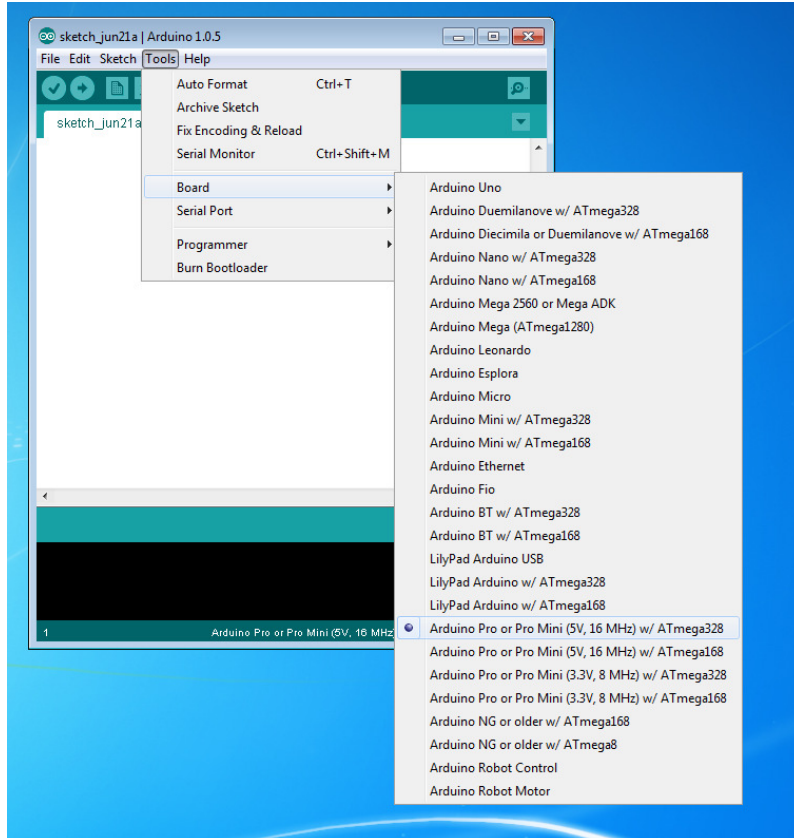 sketch_jun21a | Arduino 1.0.5
File Edit Sketch Tools Help
sketch_jun21a
Auto Format Ctrl+T
Archive Sketch
Fix Encoding & Reload
Serial Monitor Ctrl+Shift+M
Board
Serial Port
Programmer
Burn Bootloader
Arduino Uno
Arduino Duemilanove w/ ATmega328
Arduino Diecimila or Duemilanove w/ ATmega168
Arduino Nano w/ ATmega328
Arduino Nano w/ ATmega168
Arduino Mega 2560 or Mega ADK
Arduino Mega (ATmega1280)
Arduino Leonardo
Arduino Esplora
Arduino Micro
Arduino Mini w/ ATmega328
Arduino Mini w/ ATmega168
Arduino Ethernet
Arduino Fio
Arduino BT w/ ATmega328
Arduino BT w/ ATmega168
LilyPad Arduino USB
LilyPad Arduino w/ ATmega328
LilyPad Arduino w/ ATmega168
Arduino Pro or Pro Mini (5V, 16 MHz) w/ ATmega328
Arduino Pro or Pro Mini (5V, 16 MHz) w/ ATmega168
Arduino Pro or Pro Mini (3.3V, 8 MHz) w/ ATmega328
Arduino Pro or Pro Mini (3.3V, 8 MHz) w/ ATmega168
Arduino NG or older w/ ATmega168
Arduino NG or older w/ ATmega8
Arduino Robot Control
Arduino Robot Motor
1 Arduino Pro or Pro Mini (5V, 16 MHz